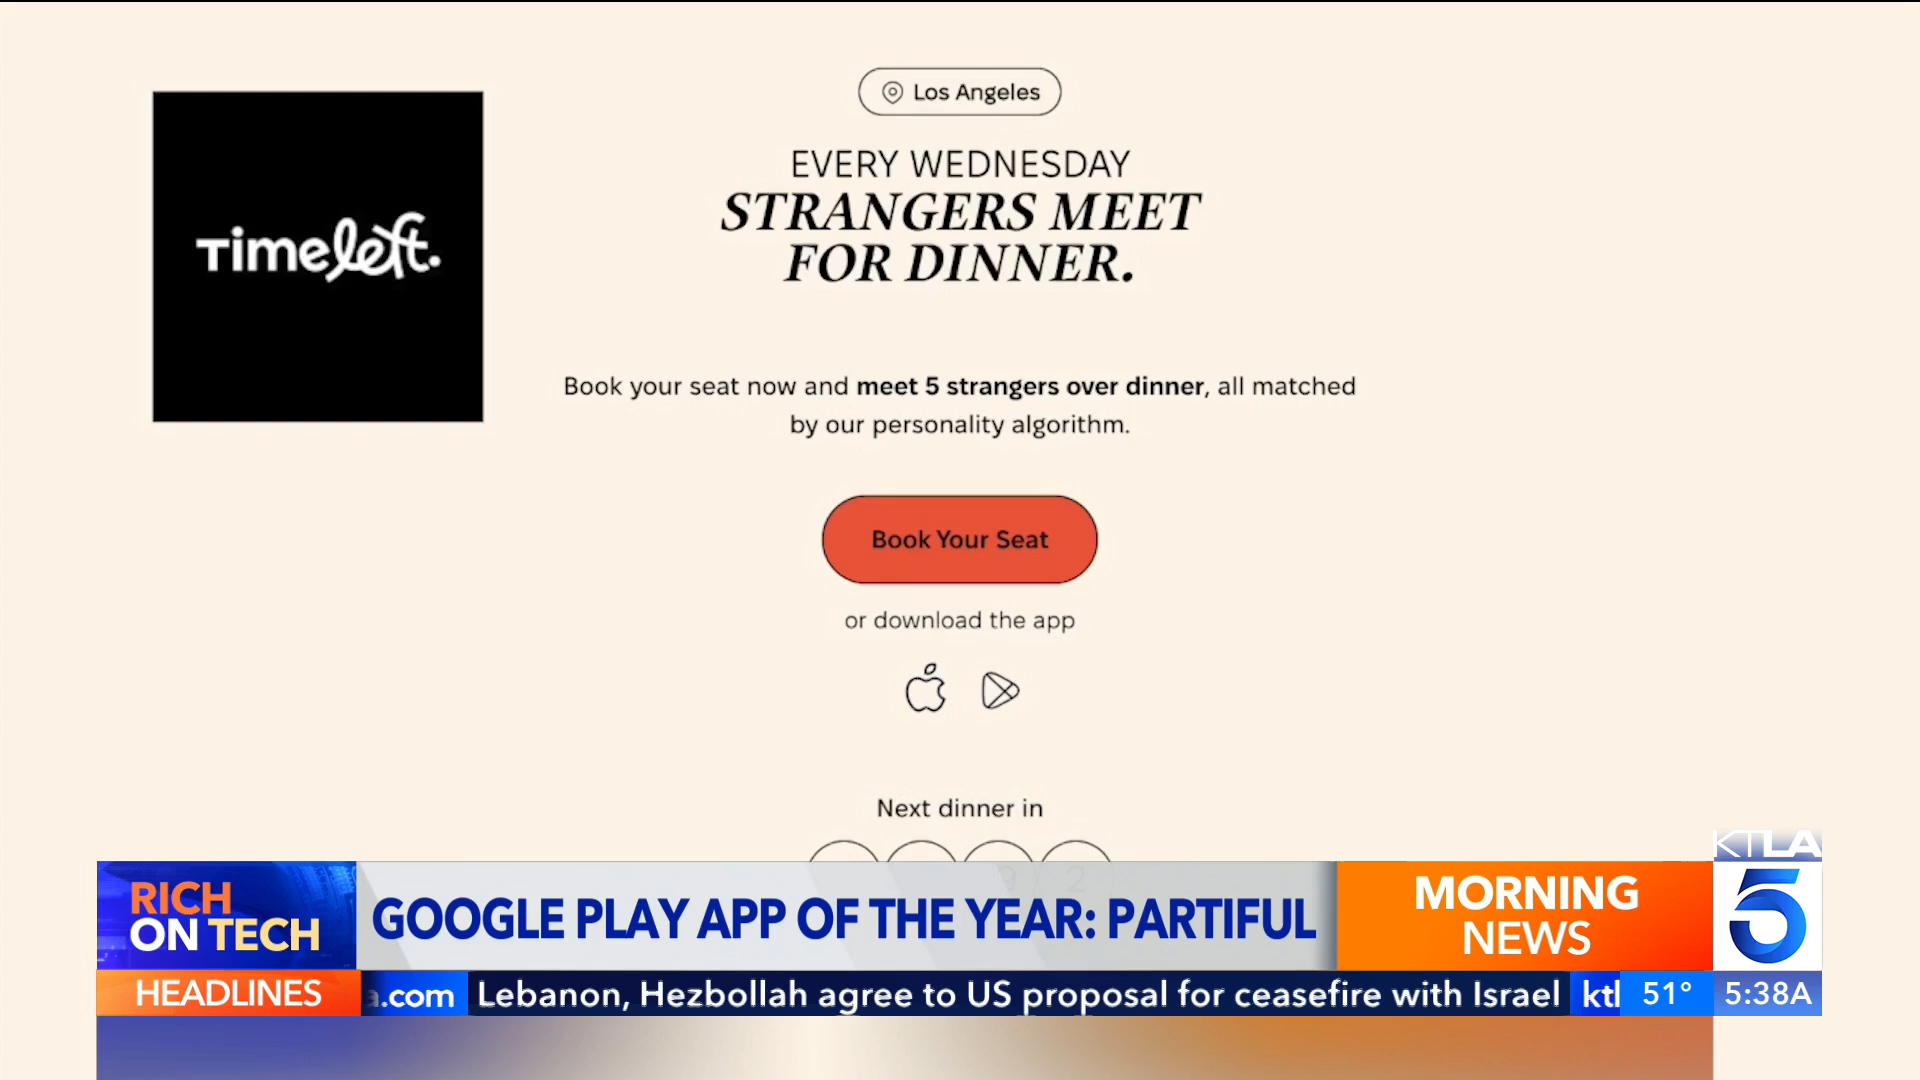 Los Angeles
Timeleft.
EVERY WEDNESDAY
STRANGERS MEET
FOR DINNER.
Book your seat now and meet 5 strangers over dinner, all matched
by our personality algorithm.
Book Your Seat
or download the app
Next dinner in
KTLA
5
RICH
ON TECH
GOOGLE PLAY APP OF THE YEAR: PARTIFUL
MORNING
NEWS
HEADLINES
a.com Lebanon, Hezbollah agree to US proposal for ceasefire with Israel ktl
51°
5:38A